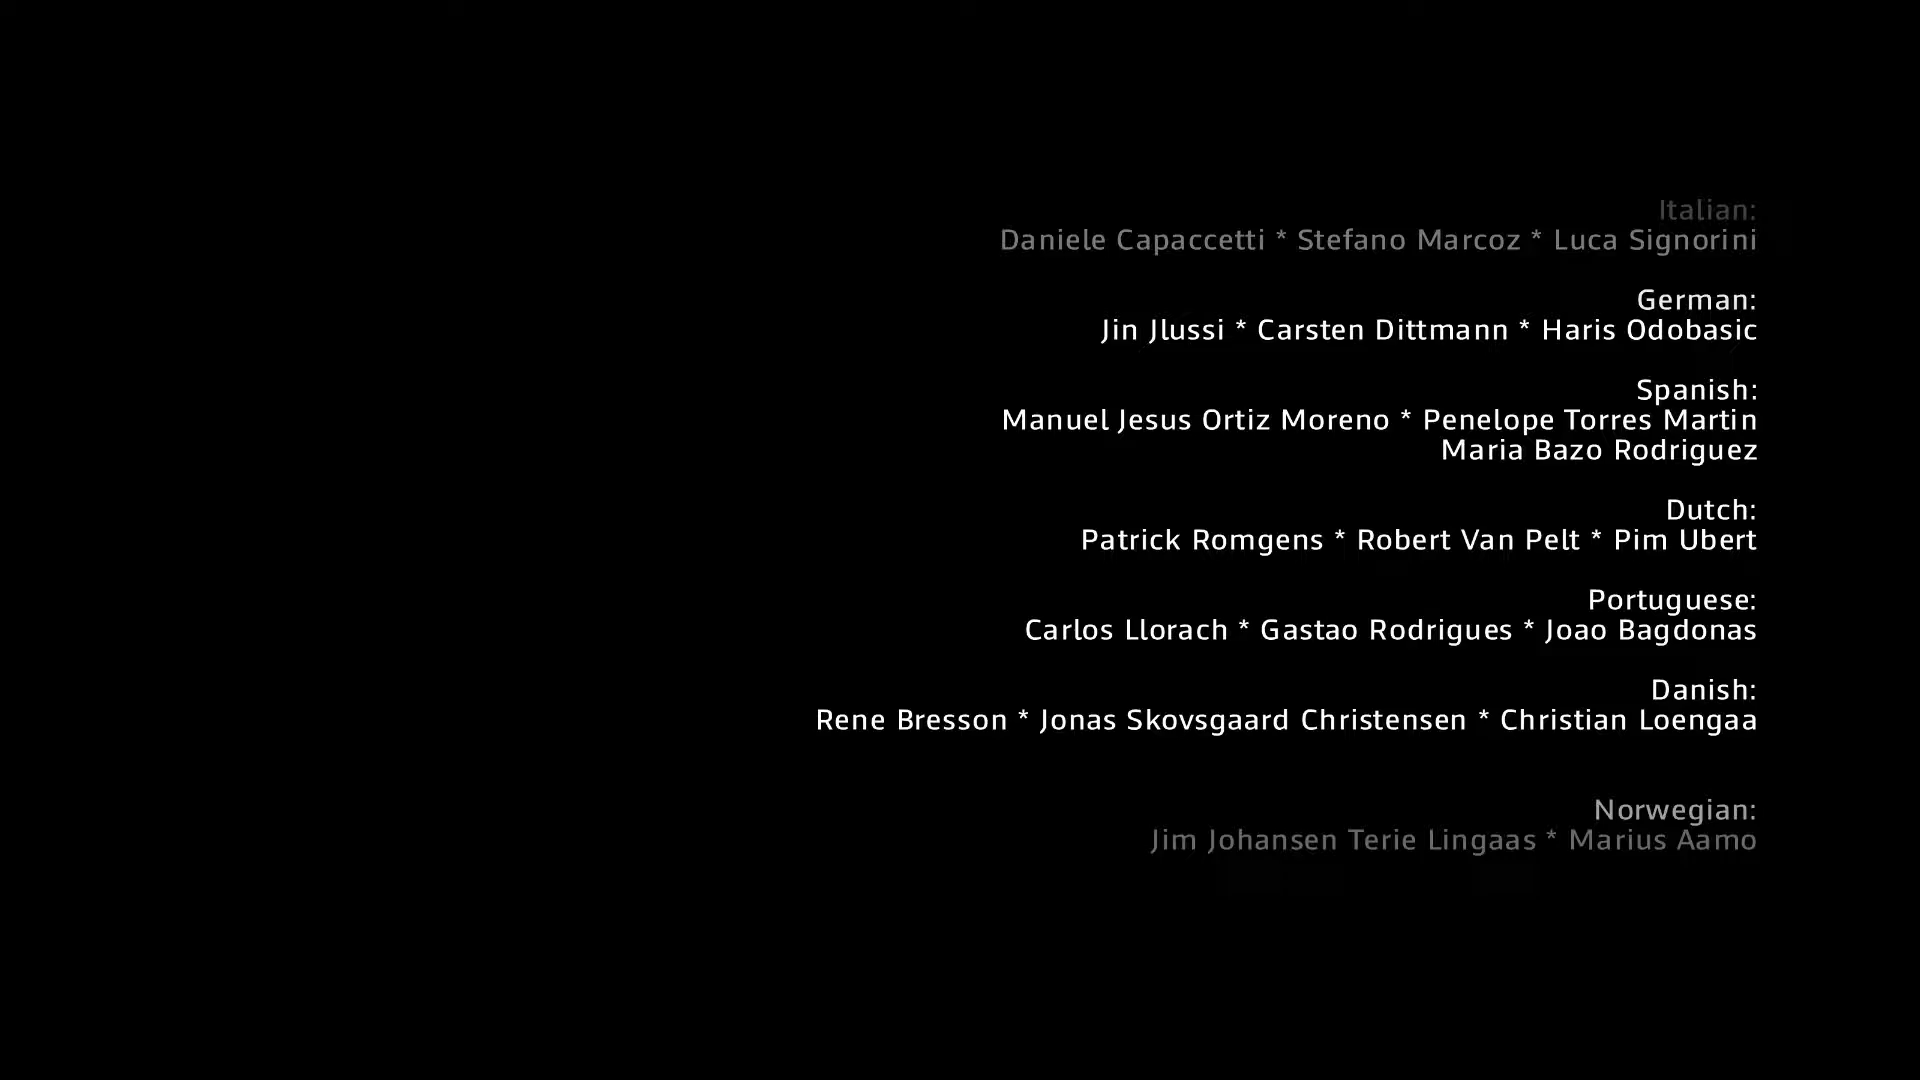 Italian:
Daniele Capaccetti * Stefano Marcoz * Luca Signorini
German:
Jin Jlussi * Carsten Dittmann * Haris Odobasic
Spanish:
Manuel Jesus Ortiz Moreno * Penelope Torres Martin
Maria Bazo Rodriguez
Dutch:
Patrick Romgens * Robert Van Pelt * Pim Ubert
Portuguese:
Carlos Llorach * Gastao Rodrigues * Joao Bagdonas
Danish:
Rene Bresson * Jonas Skovsgaard Christensen * Christian Loengaa
Norwegian:
Jim Johansen Terie Lingaas * Marius Aamo